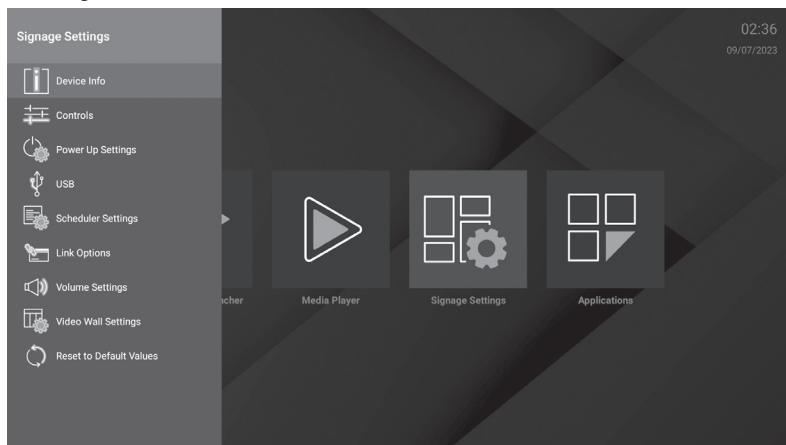 Signage Settings
02:36
09/07/2023
Device Info
Controls
Power Up Settings
USB
Scheduler Settings
Link Options
Volume Settings
Video Wall Settings
Reset to Default Values
cher
Media Player
Signage Settings
Applications